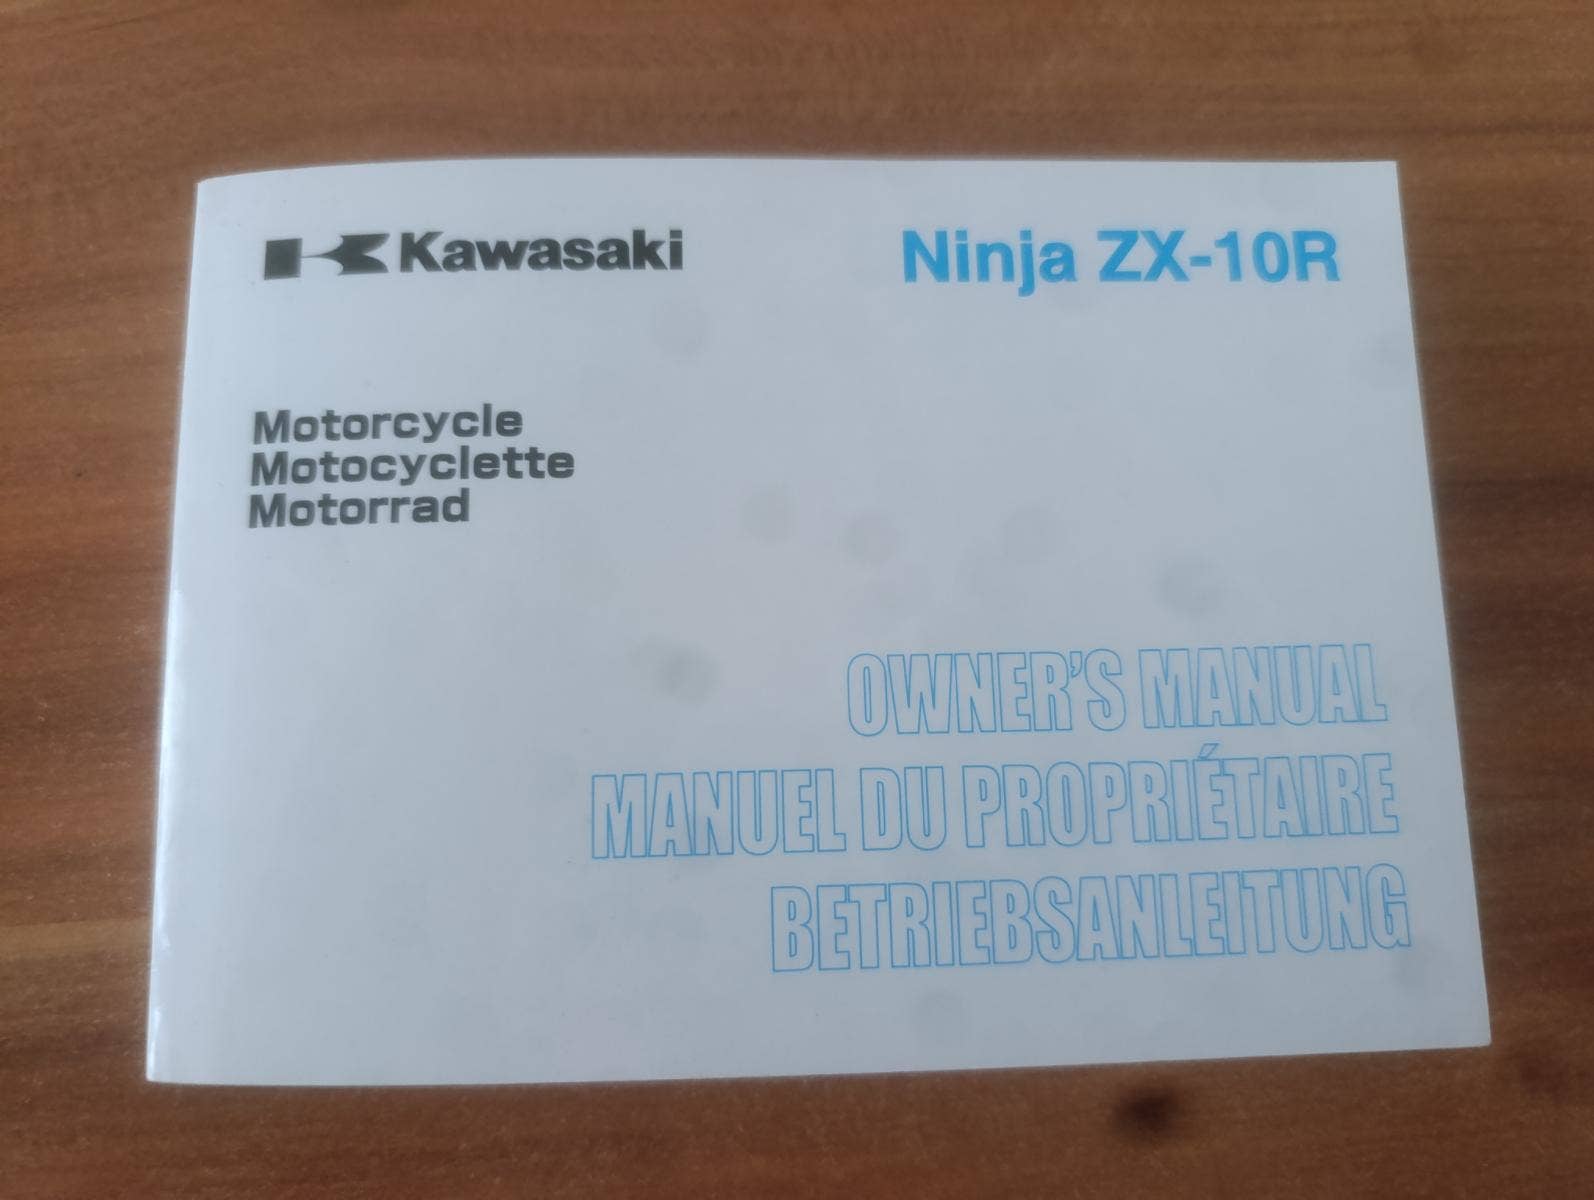 Kawasaki
Ninja ZX-10R
Motorcycle
Motocyclette
Motorrad
OWNER'S MANUAL
MANUEL DU PROPRIÉTAIRE
BETRIEBSANLEITUNG